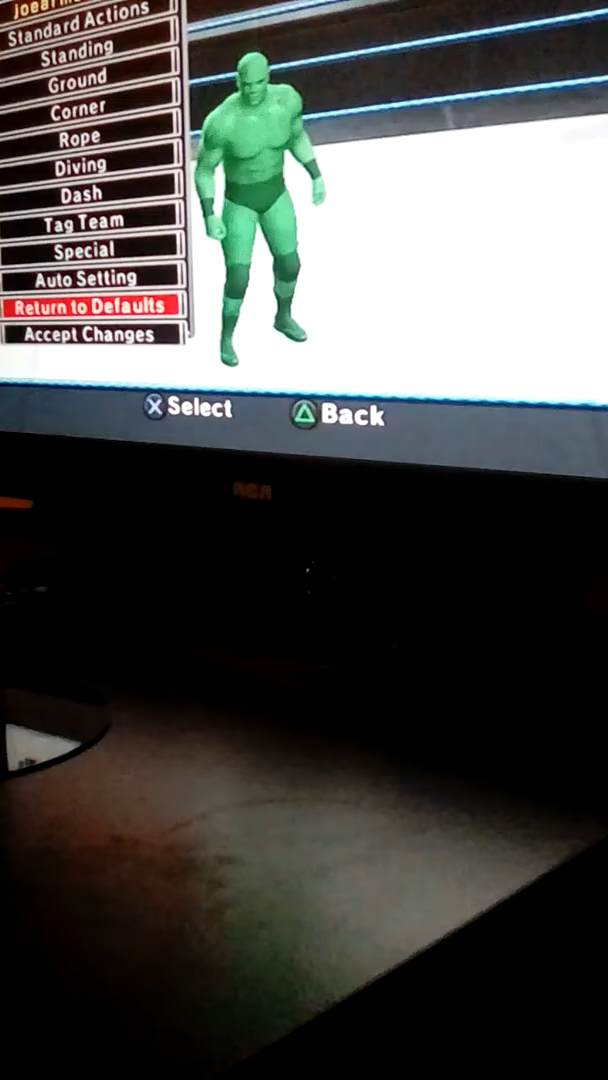 Standard Actions
Standing
Ground
Corner
Rope
Diving
Dash
Tag Team
Special
Auto Setting
Return to Defaults
Accept Changes
Select
Back
RCA